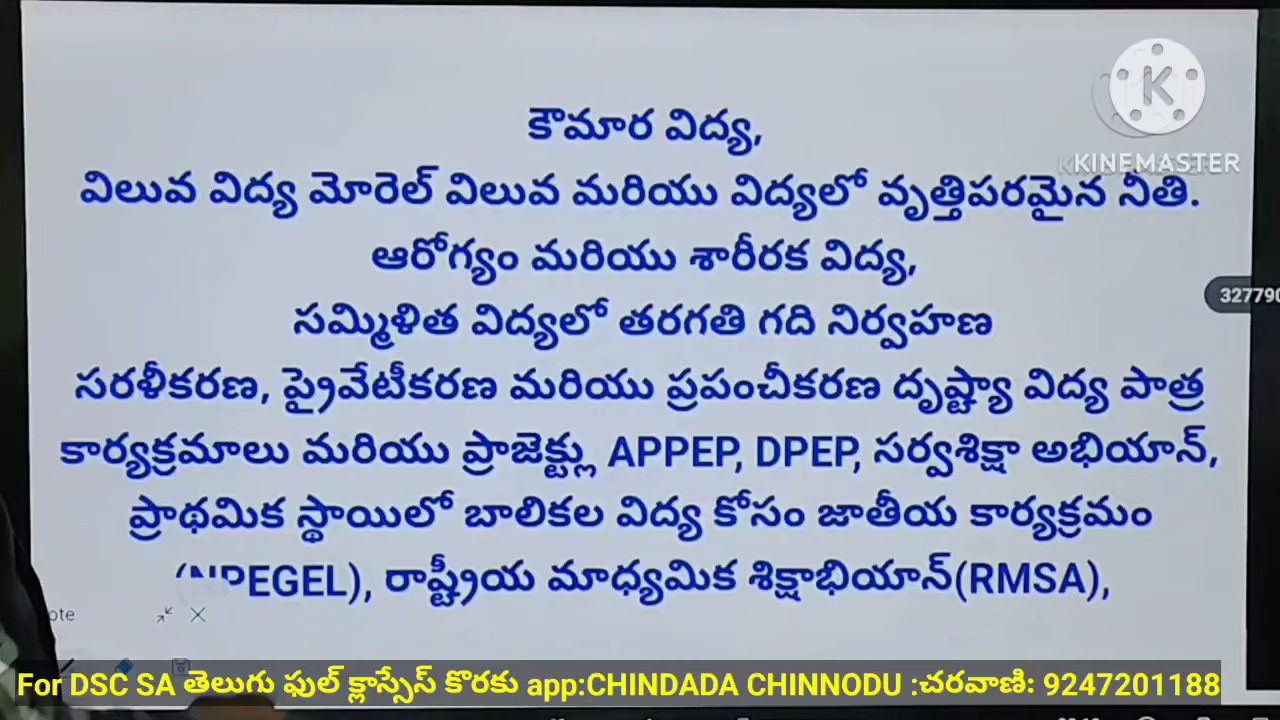 కౌమార విద్య,
విలువ విద్య మోరెల్ విలువ మరియు విద్యలో వృత్తిపరమైన నీతి.
ఆరోగ్యం మరియు శారీరక విద్య,
సమ్మిళిత విద్యలో తరగతి గది నిర్వహణ
సరళీకరణ, ప్రైవేటీకరణ మరియు ప్రపంచీకరణ దృష్ట్యా విద్య పాత్ర
కార్యక్రమాలు మరియు ప్రాజెక్ట్లు APPEP, DPEP, సర్వశిక్షా అభియాన్,
ప్రాథమిక స్థాయిలో బాలికల విద్య కోసం జాతీయ కార్యక్రమం
(NPEGEL), రాష్ట్రీయ మాధ్యమిక శిక్షాభియాన్(RMSA),
K
KINEMASTER
For DSC SA తెలుగు ఫుల్ క్లాస్సేస్ కొరకు app:CHINDADA CHINNODU :చరవాణి: 9247201188